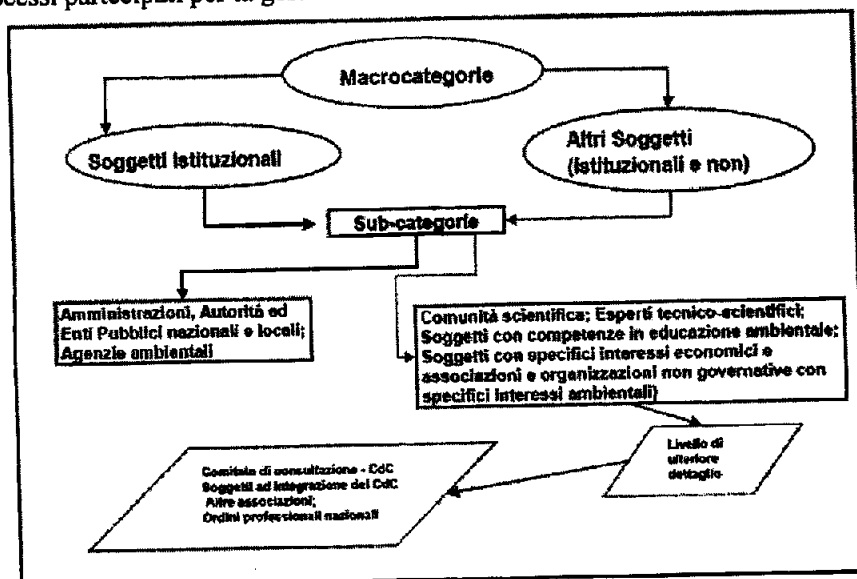 partecipati per la
Macrocategorie
Soggetti istituzionali
Altri Soggetti
(istituzionali e non)
Sub-categorie
Amministrazioni, Autorità ed
Enti Pubblici nazionali e locali;
Agenzie ambientali
Comunità scientifica; Esperti tecnico-scientifici;
Soggetti con competenze in educazione ambientale;
Soggetti con specifici interessi economici e
associazioni e organizzazioni non governative con
specifici interessi ambientali)
Livello di
ulteriore
dettaglio
Comitato di consultazione - CdC
Soggetti ad integrazione del CdC
Altre associazioni;
Ordini professionali nazionali